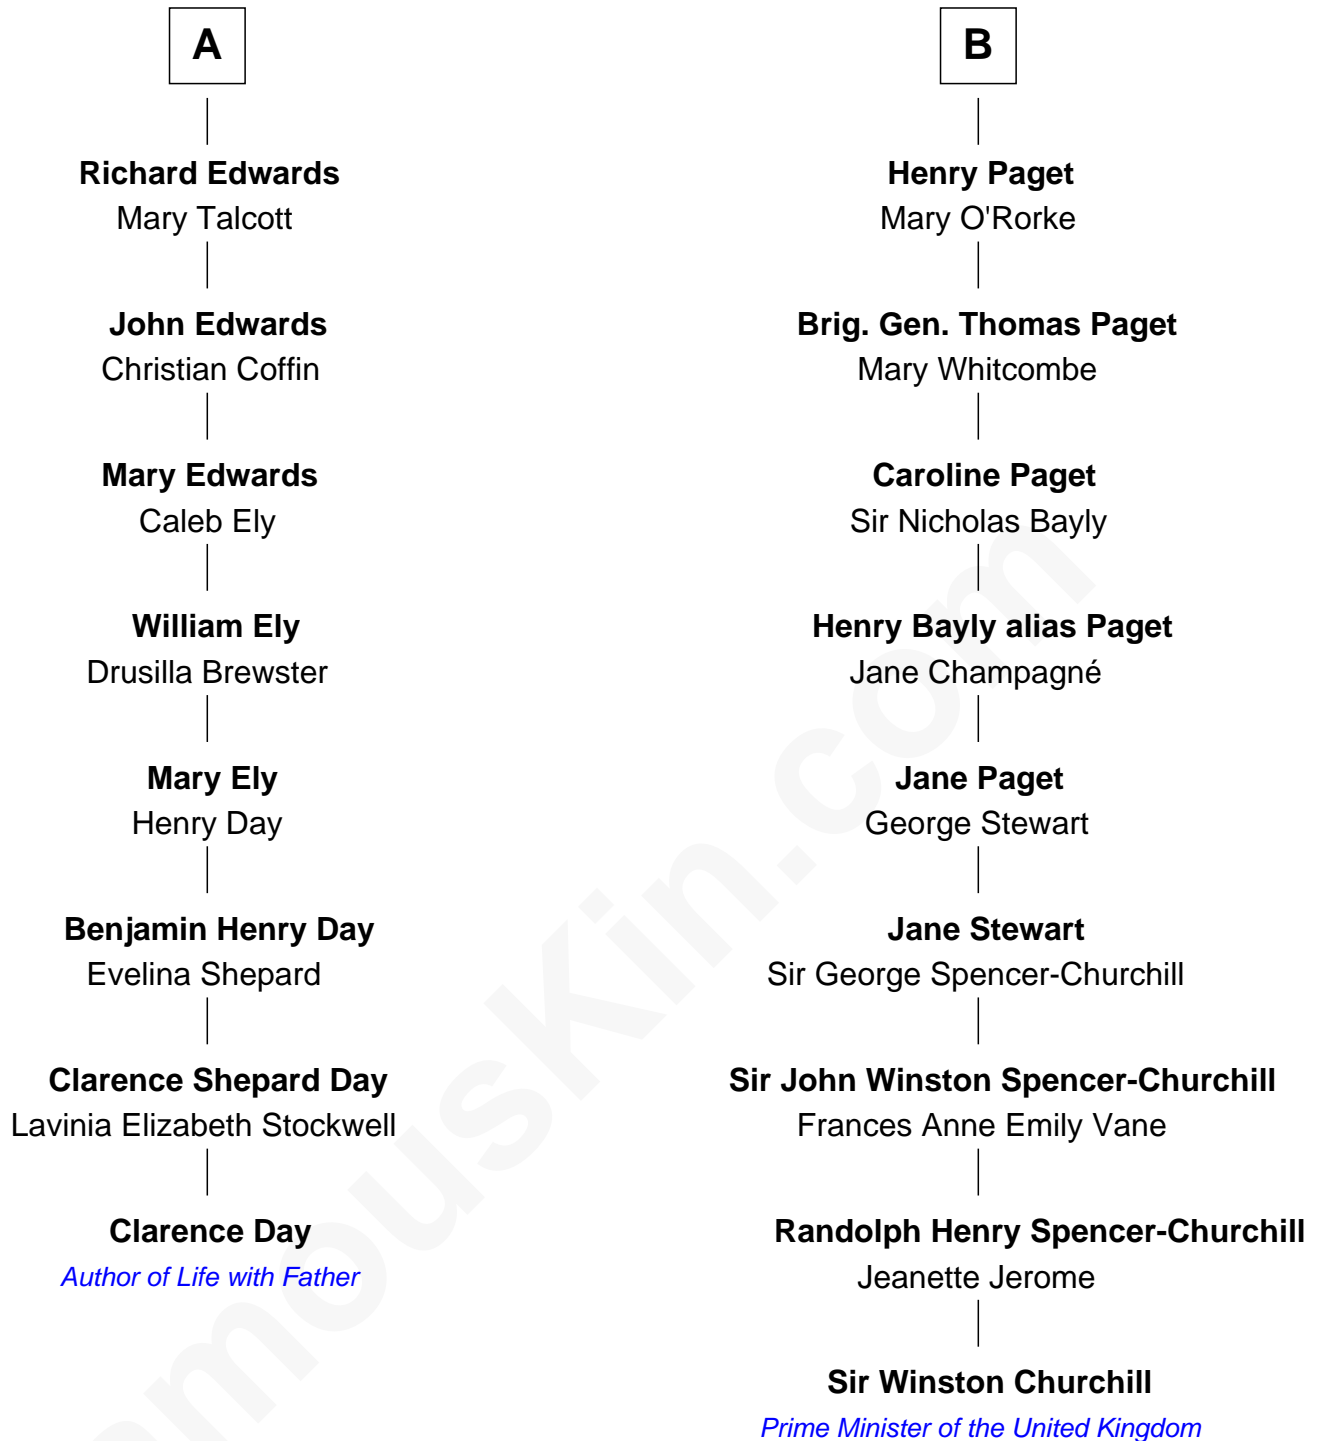 A
Richard Edwards
Mary Talcott
John Edwards
Christian Coffin
Mary Edwards
Caleb Ely
William Ely
Drusilla Brewster
Mary Ely
Henry Day
Benjamin Henry Day
Evelina Shepard
Clarence Shepard Day
Lavinia Elizabeth Stockwell
Clarence Day
Author of Life with Father
B
Henry Paget
Mary O'Rorke
Brig. Gen. Thomas Paget
Mary Whitcombe
Caroline Paget
Sir Nicholas Bayly
Henry Bayly alias Paget
Jane Champagné
Jane Paget
George Stewart
Jane Stewart
Sir George Spencer-Churchill
Sir John Winston Spencer-Churchill
Frances Anne Emily Vane
Randolph Henry Spencer-Churchill
Jeanette Jerome
Sir Winston Churchill
Prime Minister of the United Kingdom
amousKin.com